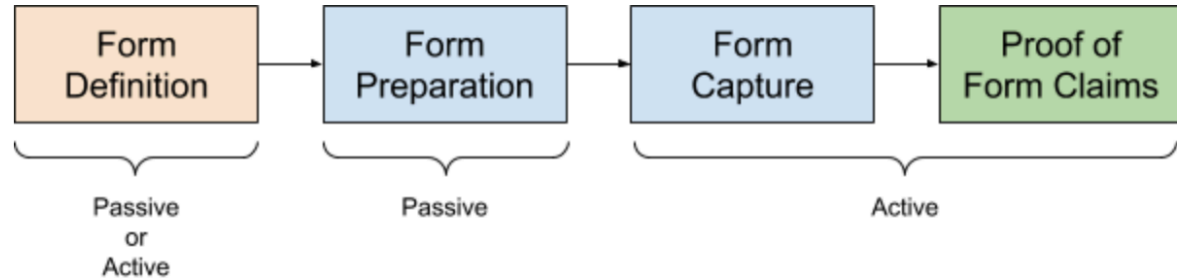 Form
Definition
Form
Preparation
Form
Capture
Proof of
Form Claims
Passive
or
Active
Passive
Active